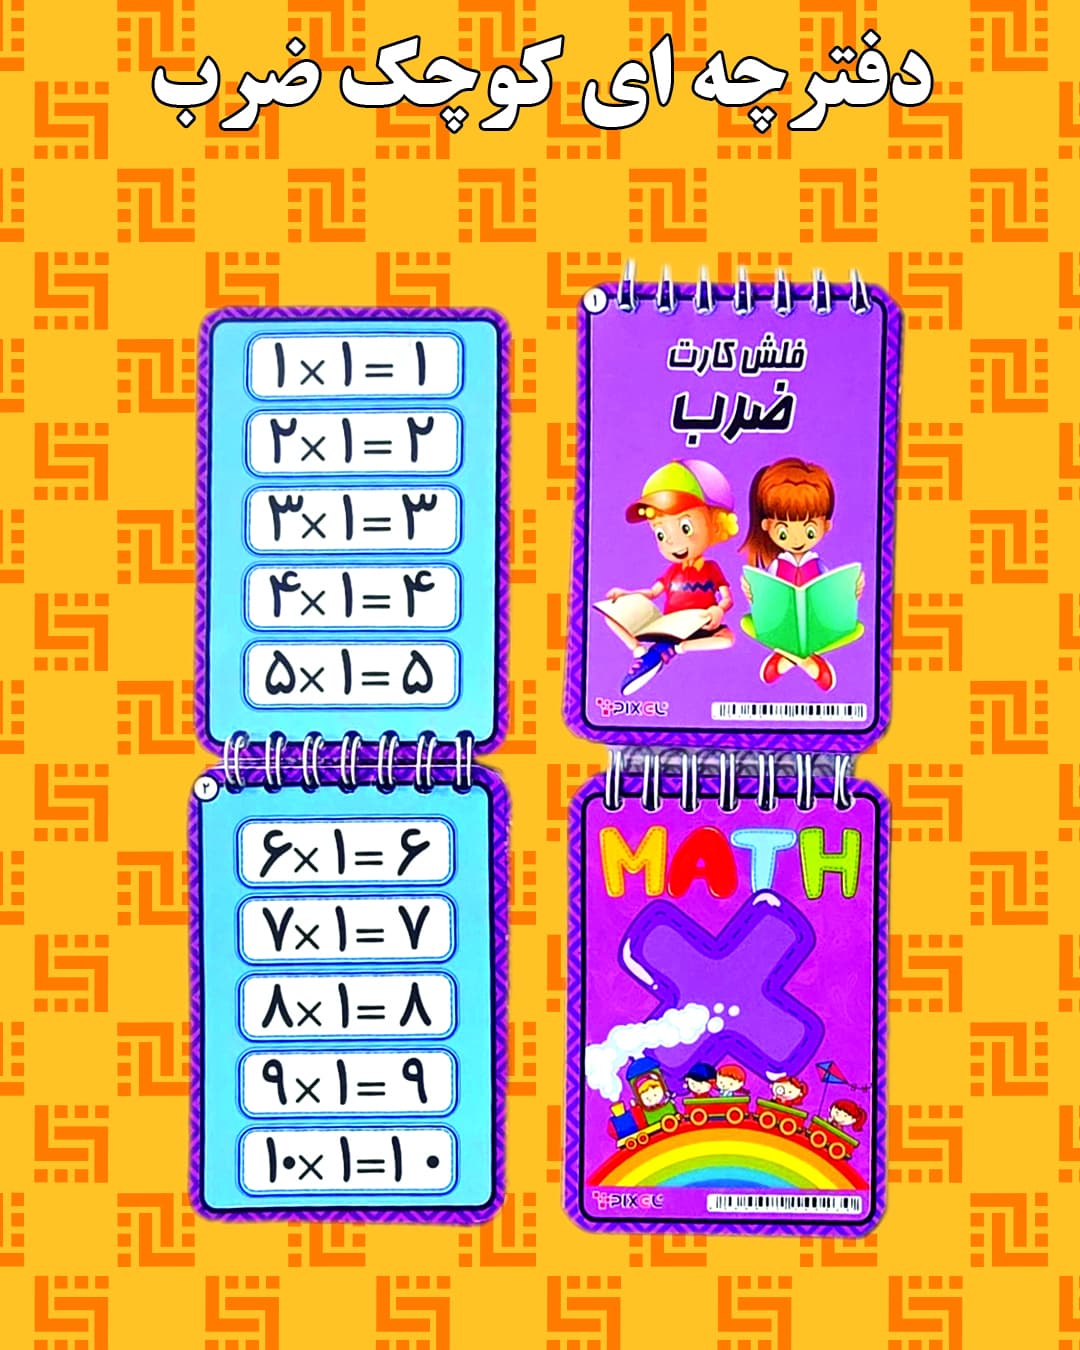 دفترچه ای کوچک ضرب
۱
فلش کارت
ضرب
PIXEL
۱×۱=۱
۲×۱=۲
۳×۱=۳
۴×۱=۴
۵×۱=۵
۲
۶×۱=۶
۷×۱=۷
۸×۱=۸
۹×۱=۹
۱۰×۱=۱۰
MATH
×
PIXEL